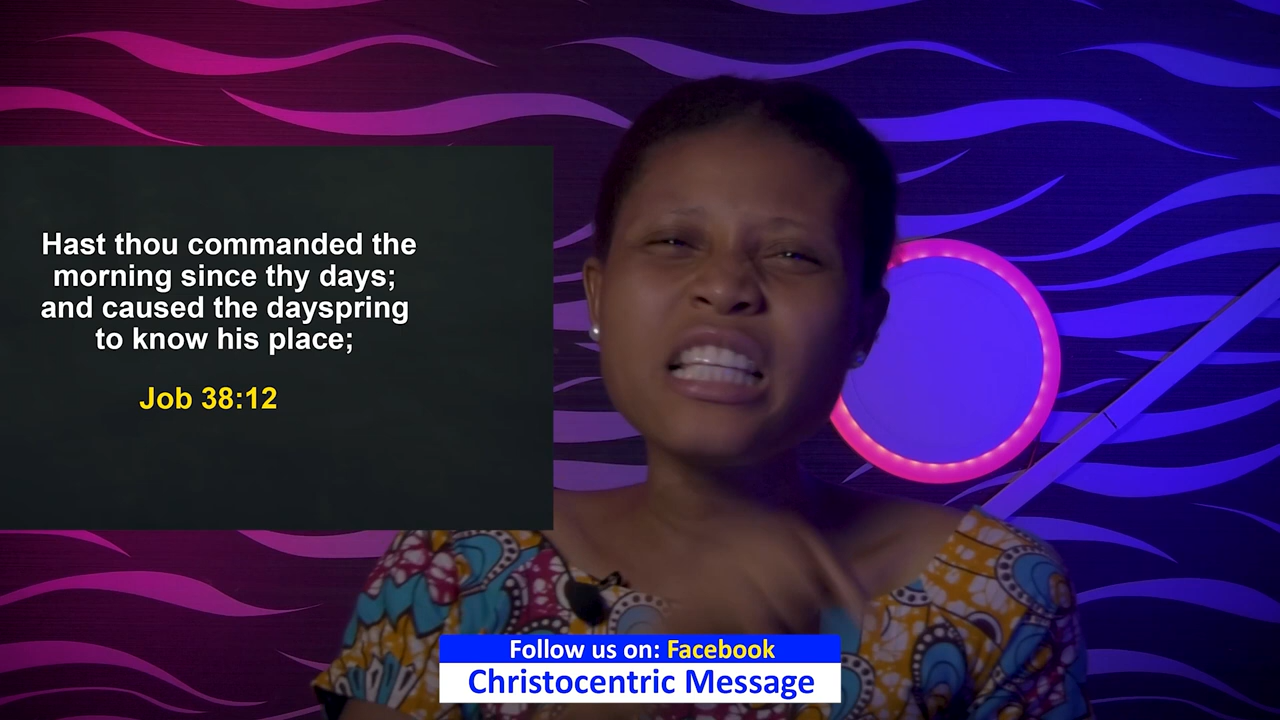 Hast thou commanded the
morning since thy days;
and caused the dayspring
to know his place;
Job 38:12
Follow us on: Facebook
Christocentric Message